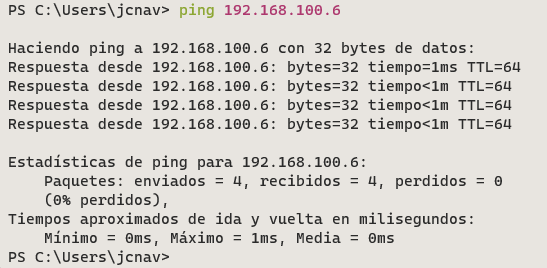 PS C:\Users\jcnav> ping 192.168.100.6
Haciendo ping a 192.168.100.6 con 32 bytes de datos:
Respuesta desde 192.168.100.6: bytes=32 tiempo=1ms TTL=64
Respuesta desde 192.168.100.6: bytes=32 tiempo<1m TTL=64
Respuesta desde 192.168.100.6: bytes=32 tiempo<1m TTL=64
Respuesta desde 192.168.100.6: bytes=32 tiempo<1m TTL=64
Estadísticas de ping para 192.168.100.6:
Paquetes: enviados = 4, recibidos = 4, perdidos = 0
(0% perdidos),
Tiempos aproximados de ida y vuelta en milisegundos:
Mínimo = 0ms, Máximo = 1ms, Media = 0ms
PS C:\Users\jcnav>